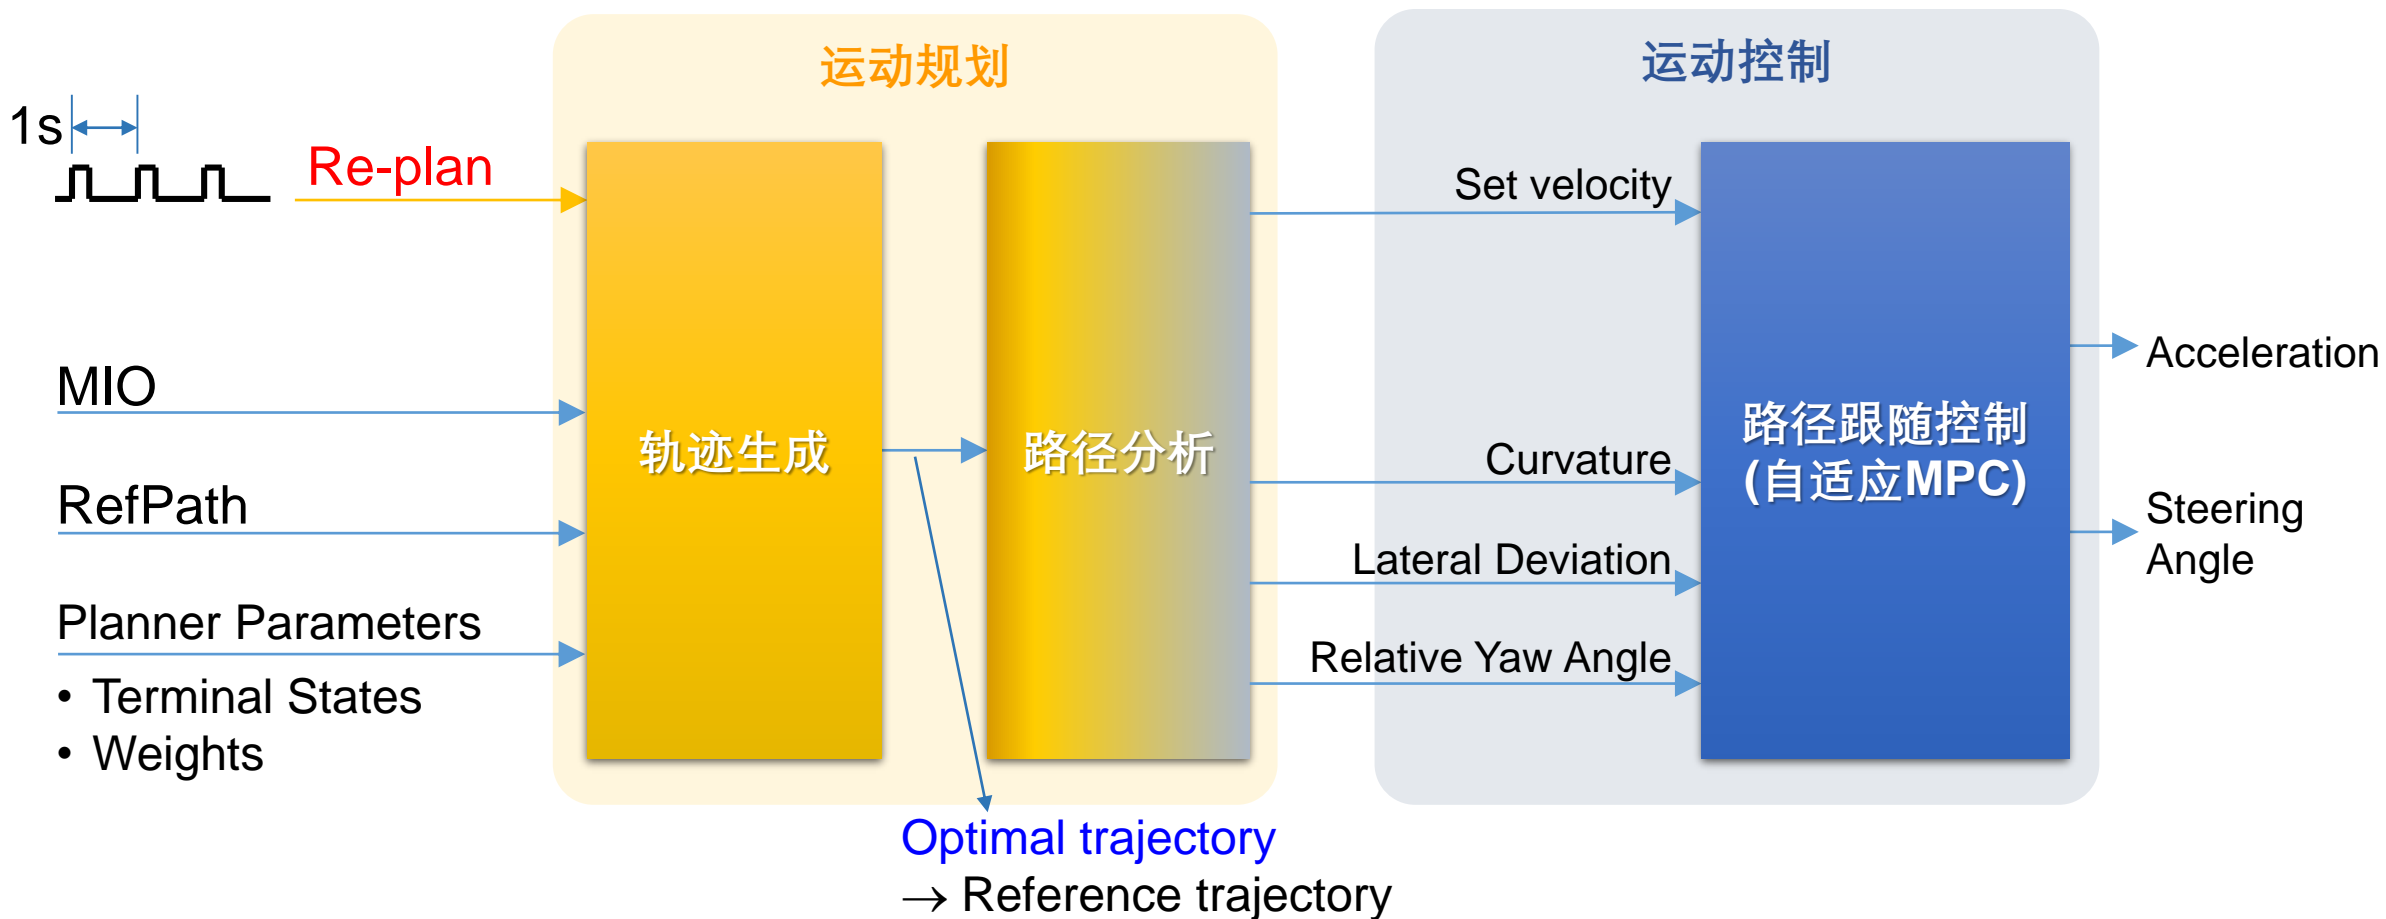 运动规划
运动控制
1s
Re-plan
Set velocity
MIO
RefPath
Planner Parameters
• Terminal States
• Weights
轨迹生成
路径分析
Curvature
Lateral Deviation
Relative Yaw Angle
路径跟随控制
(自适应MPC)
Acceleration
Steering
Angle
Optimal trajectory
→ Reference trajectory